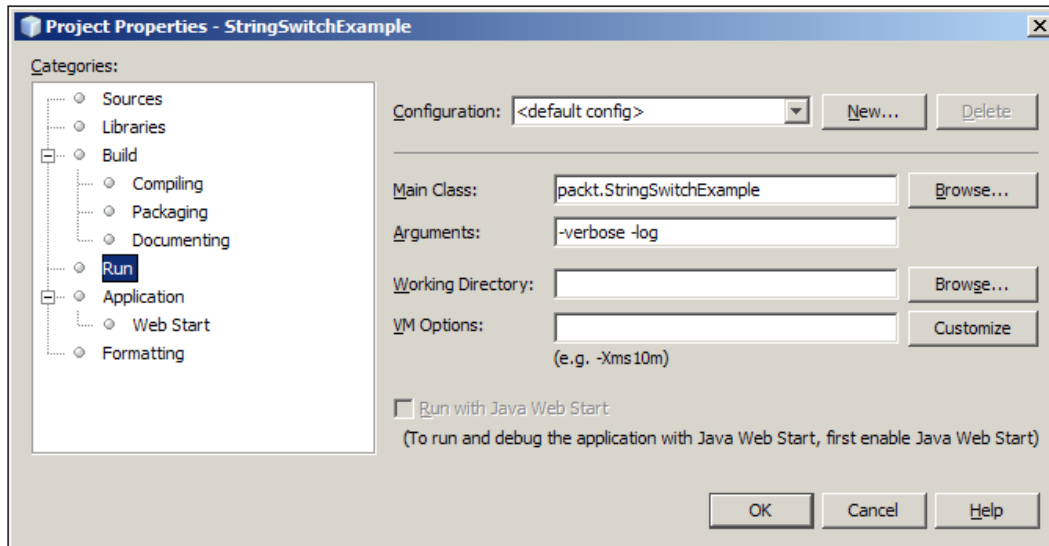 Project Properties - StringSwitchExample
Categories:
Sources
Libraries
Build
Compiling
Packaging
Documenting
Run
Application
Web Start
Formatting
Configuration: <default config> New... Delete
Main Class: packt.StringSwitchExample Browse...
Arguments: -verbose -log
Working Directory: Browse...
VM Options: Customize
(e.g. -Xms10m)
Run with Java Web Start
(To run and debug the application with Java Web Start, first enable Java Web Start)
OK Cancel Help